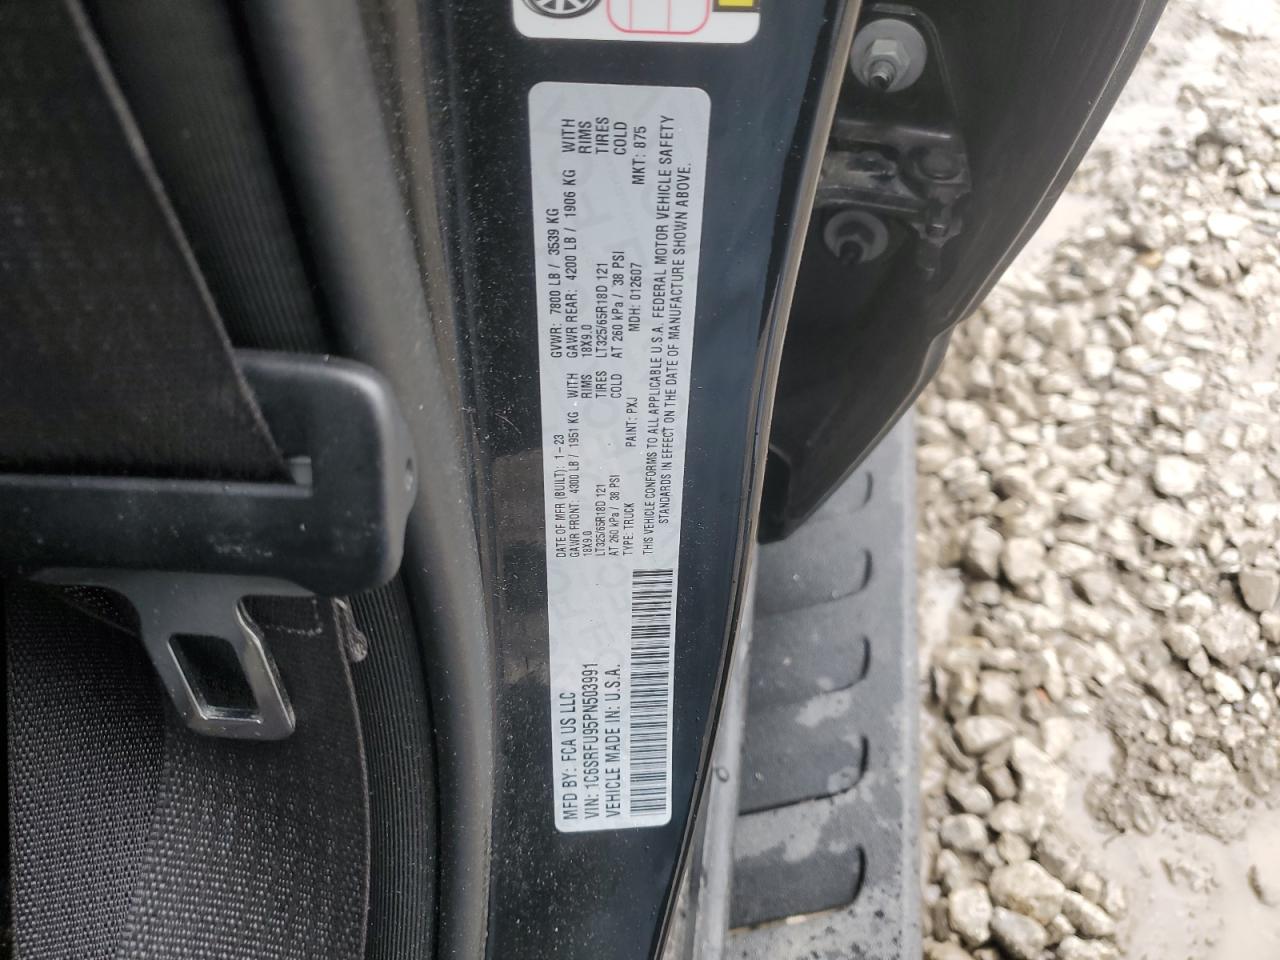 MFD BY: FCA US LLC
VIN: 1C6SRFU95PN503991
VEHICLE MADE IN: U.S.A.
DATE OF MFR (BUILT): 1-23
GAWR FRONT: 4300 LB / 1951 KG - WITH
18X9.0 RIMS
LT325/65R18D 121 TIRES
AT 260 kPa / 38 PSI COLD
TYPE: TRUCK PAINT: PXJ MDH: 012607 MKT: 875
GVWR: 7800 LB / 3539 KG
GAWR REAR: 4200 LB / 1906 KG WITH
18X9.0 RIMS
LT325/65R18D 121 TIRES
AT 260 kPa / 38 PSI COLD
THIS VEHICLE CONFORMS TO ALL APPLICABLE U.S.A. FEDERAL MOTOR VEHICLE SAFETY
STANDARDS IN EFFECT ON THE DATE OF MANUFACTURE SHOWN ABOVE.